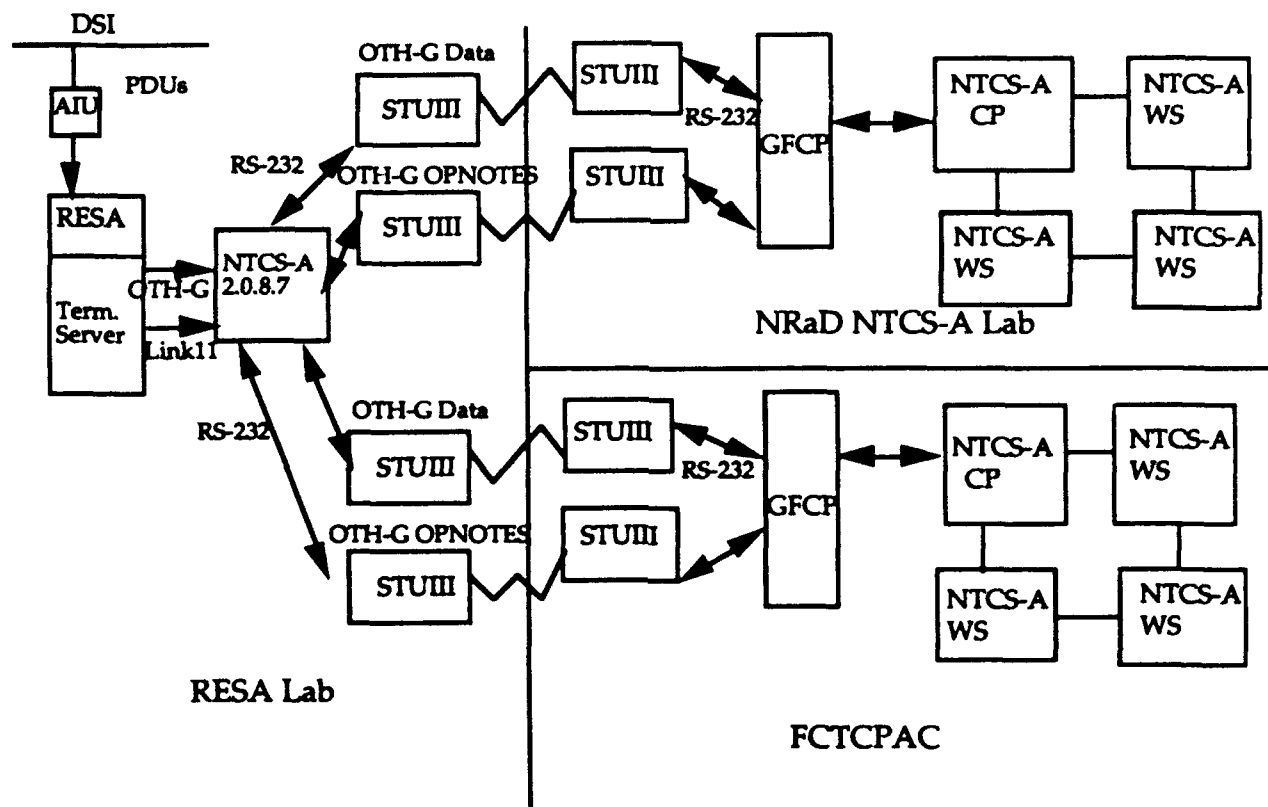 DSI
PDUs
AIU
RESA
Term.
Server
OTH-G
Link11
NTCS-A
2.0.8.7
RS-232
OTH-G Data
STUIII
OTH-G OPNOTES
STUIII
STUIII
STUIII
RS-232
GFCP
NTCS-A
CP
NTCS-A
WS
NTCS-A
WS
NTCS-A
WS
NRaD NTCS-A Lab
RS-232
OTH-G Data
STUIII
OTH-G OPNOTES
STUIII
STUIII
STUIII
RS-232
GFCP
NTCS-A
CP
NTCS-A
WS
NTCS-A
WS
NTCS-A
WS
RESA Lab
FCTCPAC